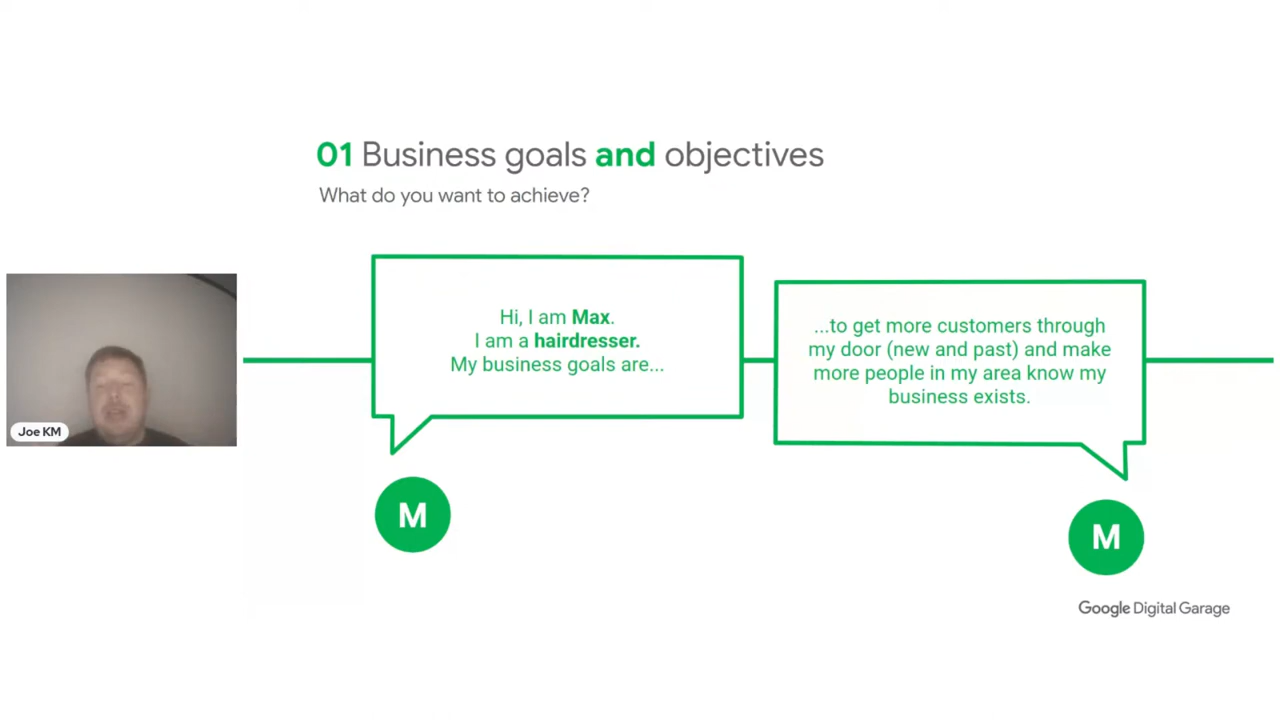 01 Business goals and objectives
What do you want to achieve?
Hi, I am Max.
I am a hairdresser.
My business goals are...
...to get more customers through
my door (new and past) and make
more people in my area know my
business exists.
Joe KM
M
M
Google Digital Garage